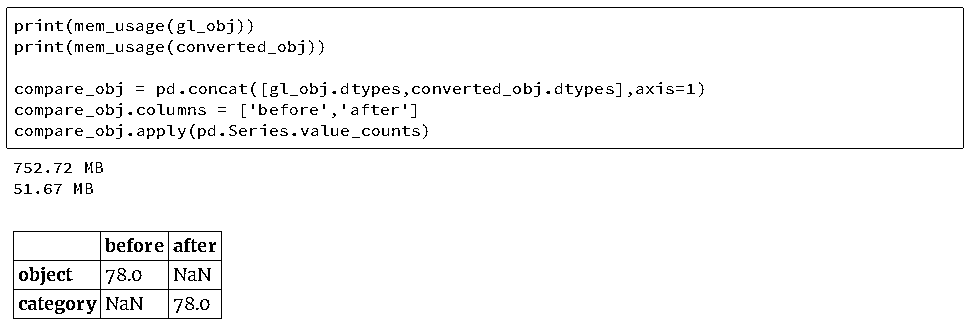 print(mem_usage(gl_obj))
print(mem_usage(converted_obj))
compare_obj = pd.concat([gl_obj.dtypes,converted_obj.dtypes],axis=1)
compare_obj.columns = ['before','after']
compare_obj.apply(pd.Series.value_counts)
752.72 MB
51.67 MB
before after
object 78.0 NaN
category NaN 78.0